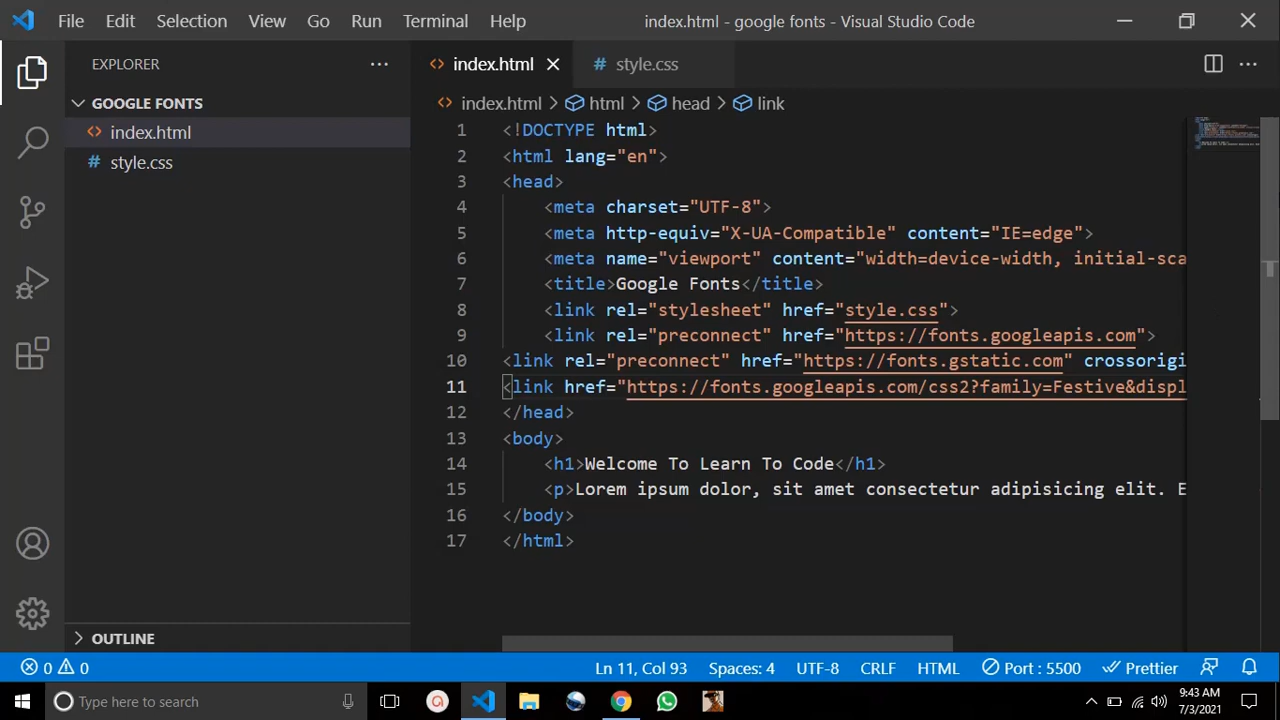 File Edit Selection View Go Run Terminal Help index.html - google fonts - Visual Studio Code
EXPLORER
index.html
style.css
GOOGLE FONTS
index.html
style.css
index.html > html > head > link
1 <!DOCTYPE html>
2 <html lang="en">
3 <head>
4 <meta charset="UTF-8">
5 <meta http-equiv="X-UA-Compatible" content="IE=edge">
6 <meta name="viewport" content="width=device-width, initial-sca
7 <title>Google Fonts</title>
8 <link rel="stylesheet" href="style.css">
9 <link rel="preconnect" href="https://fonts.googleapis.com">
10 <link rel="preconnect" href="https://fonts.gstatic.com" crossorigi
11 <link href="https://fonts.googleapis.com/css2?family=Festive&displ
12 </head>
13 <body>
14 <h1>Welcome To Learn To Code</h1>
15 <p>Lorem ipsum dolor, sit amet consectetur adipisicing elit. E
16 </body>
17 </html>
OUTLINE
0 0 Ln 11, Col 93 Spaces: 4 UTF-8 CRLF HTML Port : 5500 Prettier
Type here to search
9:43 AM
7/3/2021